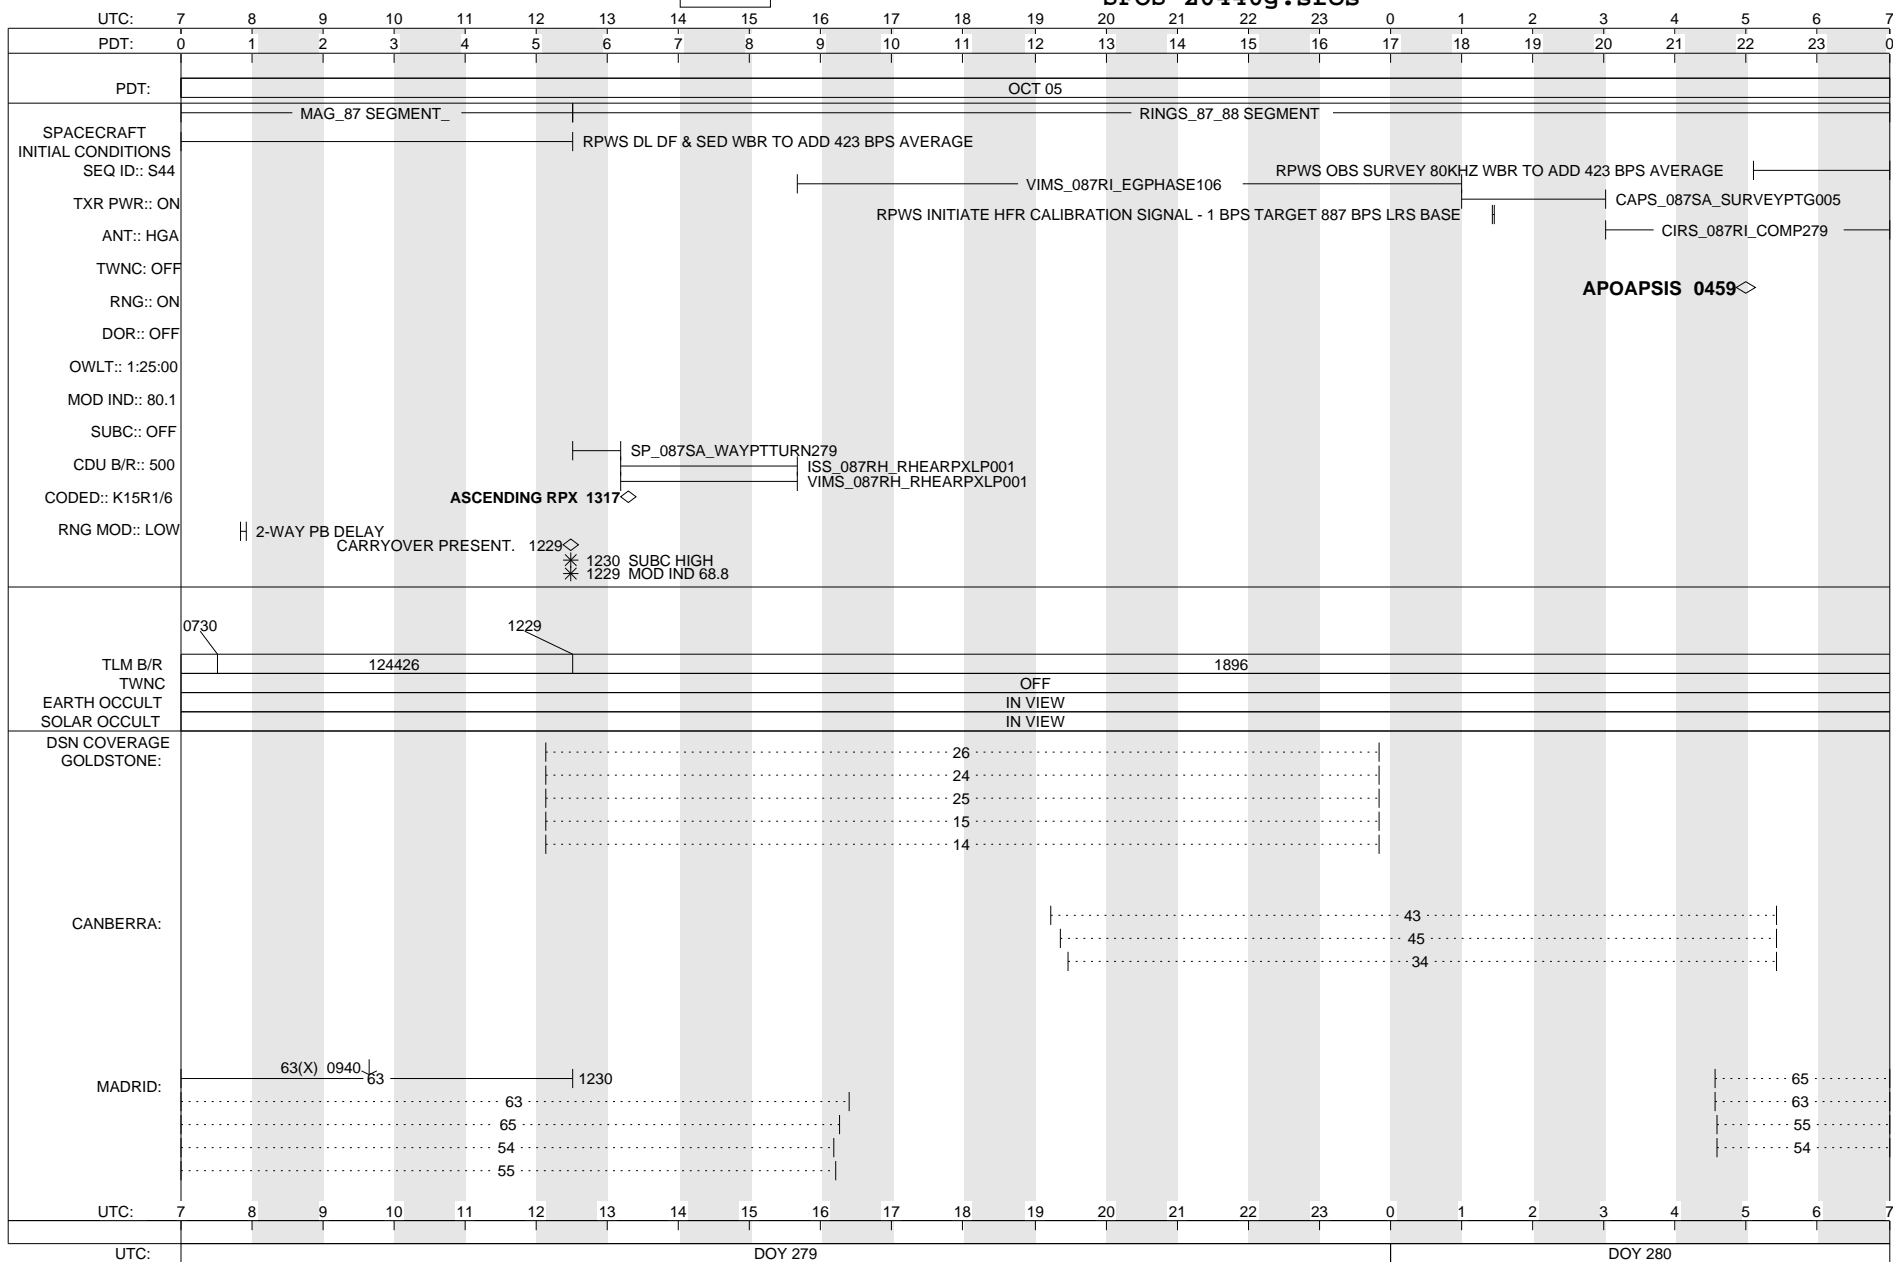 UTC: 7 8 9 10 11 12 13 14 15 16 17 18 19 20 21 22 23 0 1 2 3 4 5 6 7
PDT: 0 1 2 3 4 5 6 7 8 9 10 11 12 13 14 15 16 17 18 19 20 21 22 23 0
PDT: OCT 05
MAG_87 SEGMENT_ RINGS_87_88 SEGMENT
SPACECRAFT
INITIAL CONDITIONS
RPWS DL DF & SED WBR TO ADD 423 BPS AVERAGE
SEQ ID:: S44
RPWS OBS SURVEY 80KHZ WBR TO ADD 423 BPS AVERAGE
VIMS_087RI_EGPHASE106
TXR PWR:: ON
CAPS_087SA_SURVEYPTG005
RPWS INITIATE HFR CALIBRATION SIGNAL - 1 BPS TARGET 887 BPS LRS BASE
ANT:: HGA
CIRS_087RI_COMP279
TWNC: OFF
APOAPSIS 0459
RNG:: ON
DOR:: OFF
OWLT:: 1:25:00
MOD IND:: 80.1
SUBC:: OFF
SP_087SA_WAYPTTURN279
CDU B/R:: 500
ISS_087RH_RHEARPXLP001
VIMS_087RH_RHEARPXLP001
CODED:: K15R1/6
ASCENDING RPX 1317
RNG MOD:: LOW
2-WAY PB DELAY
CARRYOVER PRESENT. 1229
1230 SUBC HIGH
1229 MOD IND 68.8
0730 1229
TLM B/R 124426 1896
TWNC OFF
EARTH OCCULT IN VIEW
SOLAR OCCULT IN VIEW
DSN COVERAGE
GOLDSTONE:
26
24
25
15
14
CANBERRA:
43
45
34
MADRID:
63(X) 0940
63 1230 65
63 63
65 55
54 54
55
UTC: 7 8 9 10 11 12 13 14 15 16 17 18 19 20 21 22 23 0 1 2 3 4 5 6 7
UTC: DOY 279 DOY 280